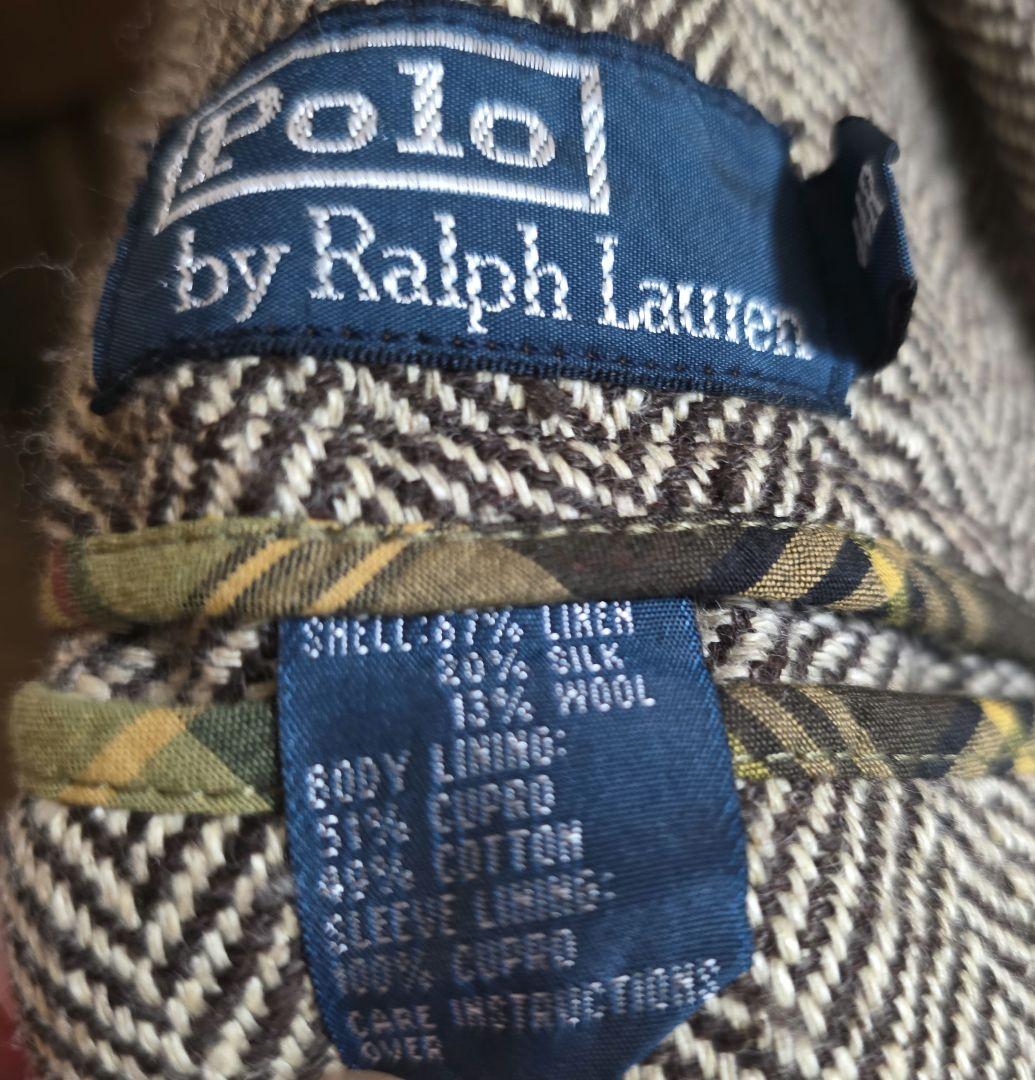 Polo
by Ralph Lauren
SHELL: 67% LINEN
20% SILK
13% WOOL
BODY LINING:
51% CUPRO
49% COTTON
SLEEVE LINING:
100% CUPRO
CARE INSTRUCTIONS
OVER